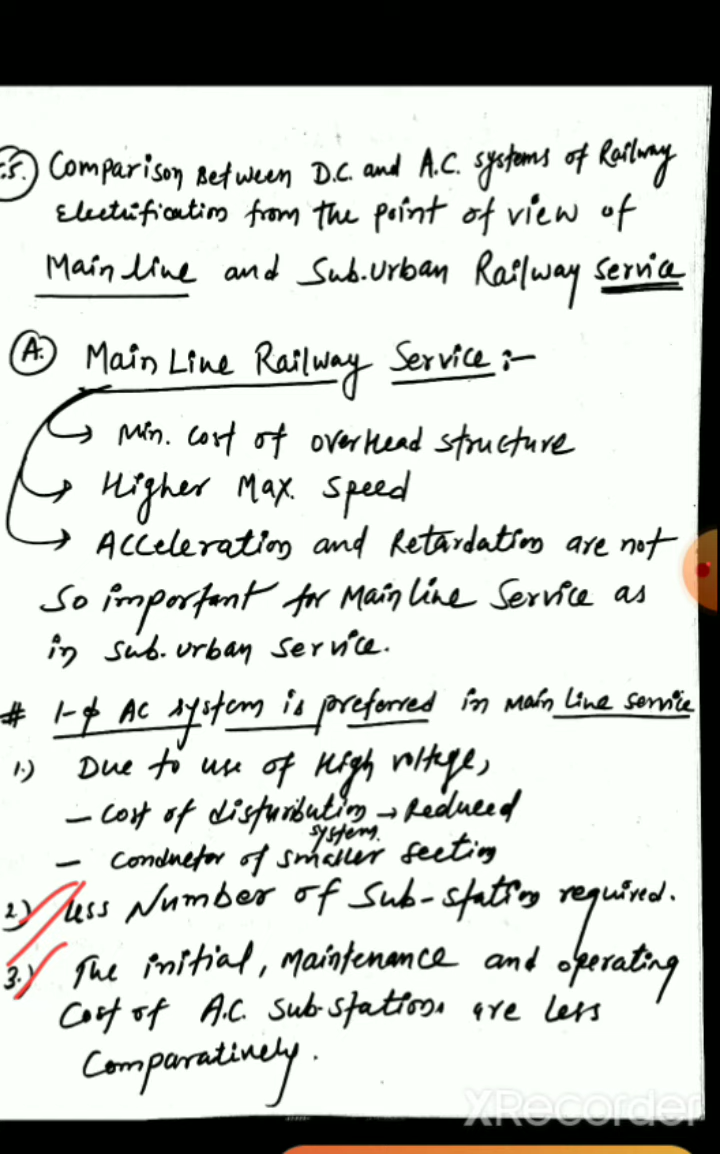 Comparison Between D.C. and A.C. systems of Railway
Electrification from the point of view of
Main line and Sub.urban Railway Service
A. Main Line Railway Service :-
→ Min. Cost of overHead structure
→ Higher Max. Speed
→ Acceleration and Retardation are not
So important for Main line Service as
in sub.urban service.
# 1-ϕ AC system is preferred in Main Line service
1.) Due to use of High voltage,
- Cost of distribution → Reduced
system.
- Conductor of smaller section
2.) Less Number of Sub-station required.
3.) The initial, Maintenance and operating
Cost of A.C. Sub-stations are less
Comparatively.
XRecorder